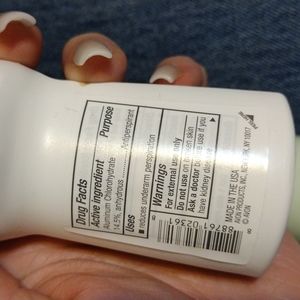 Drug Facts
Active ingredient Purpose
Aluminum Chlorohydrate
14.5%, anhydrous Antiperspirant
Uses
reduces underarm perspiration
Warnings
For external use only
Do not use on broken skin
Ask a doctor before use if you
have kidney disease
MADE IN THE USA
AVON PRODUCTS, INC., NEW YORK, NY 10017
© AVON